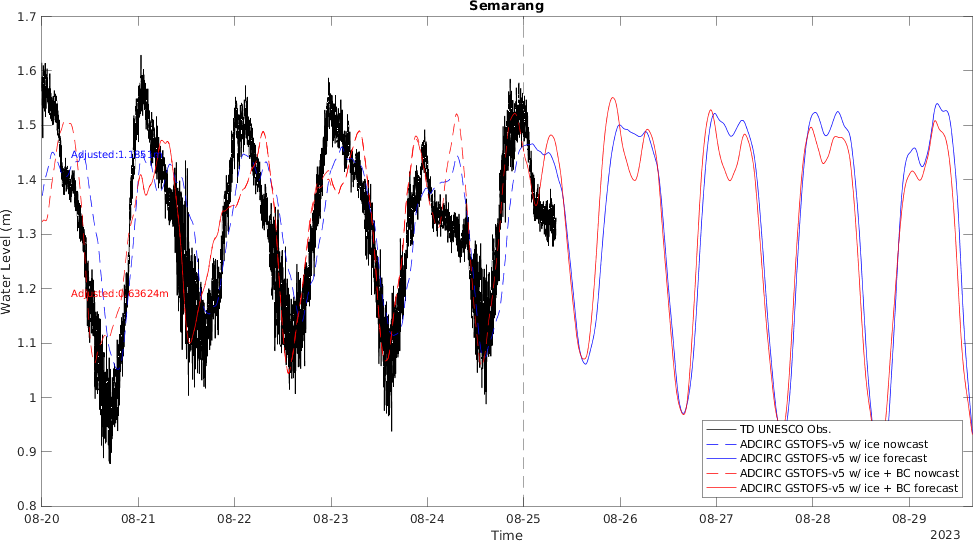 Semarang
1.7
1.6
1.5
1.4
1.3
1.2
1.1
1
0.9
0.8
Water Level (m)
Adjusted:0.63624m
08-20
08-21
08-22
08-23
08-24
08-25
08-26
08-27
08-28
08-29
Time
2023
TD UNESCO Obs.
ADCIRC GSTOFS-v5 w/ ice nowcast
ADCIRC GSTOFS-v5 w/ ice forecast
ADCIRC GSTOFS-v5 w/ ice + BC nowcast
ADCIRC GSTOFS-v5 w/ ice + BC forecast